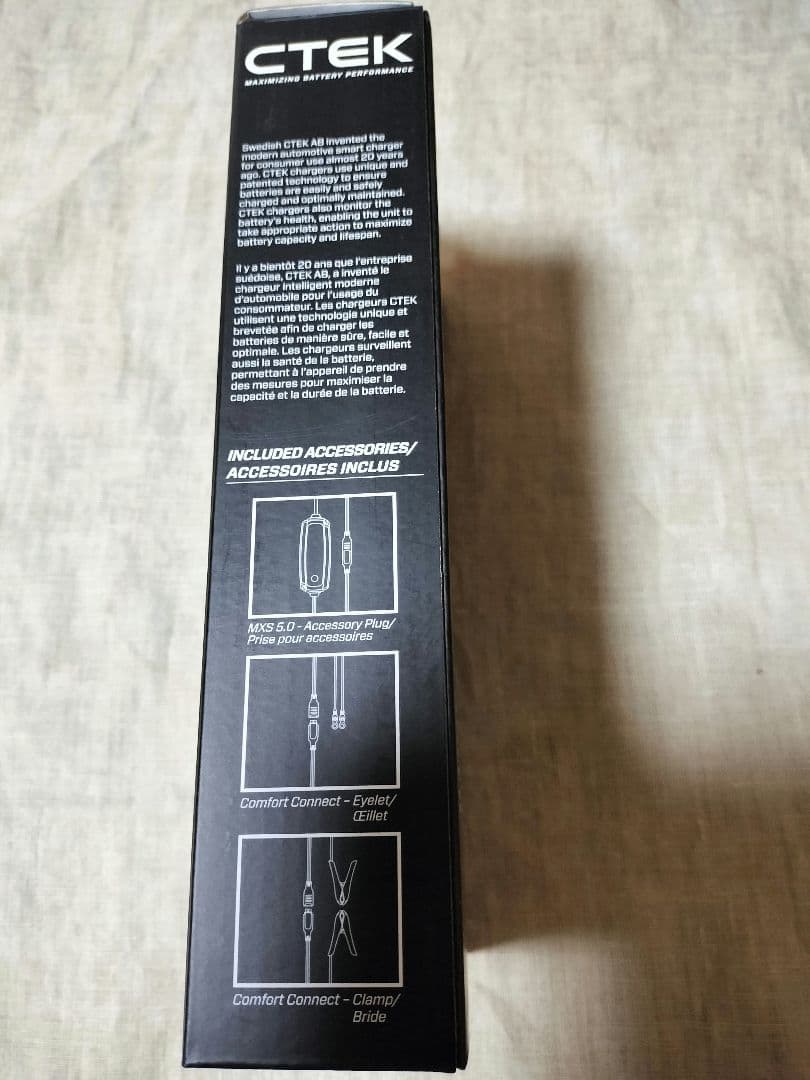 CTEK
MAXIMIZING BATTERY PERFORMANCE
Swedish CTEK AB invented the
modern automotive smart charger
for consumer use almost 20 years
ago. CTEK chargers use unique and
patented technology to ensure
batteries are easily and safely
charged and optimally maintained.
CTEK chargers also monitor the
battery's health, enabling the unit to
take appropriate action to maximize
battery capacity and lifespan.
Il y a bientôt 20 ans que l'entreprise
suédoise, CTEK AB, a inventé le
chargeur intelligent moderne
d'automobile pour l'usage du
consommateur. Les chargeurs CTEK
utilisent une technologie unique et
brevetée afin de charger les
batteries de manière sûre, facile et
optimale. Les chargeurs surveillent
aussi la santé de la batterie,
permettant à l'appareil de prendre
des mesures pour maximiser la
capacité et la durée de la batterie.
INCLUDED ACCESSORIES/
ACCESSOIRES INCLUS
MXS 5.0 - Accessory Plug/
Prise pour accessoires
Comfort Connect - Eyelet/
Œillet
Comfort Connect - Clamp/
Bride